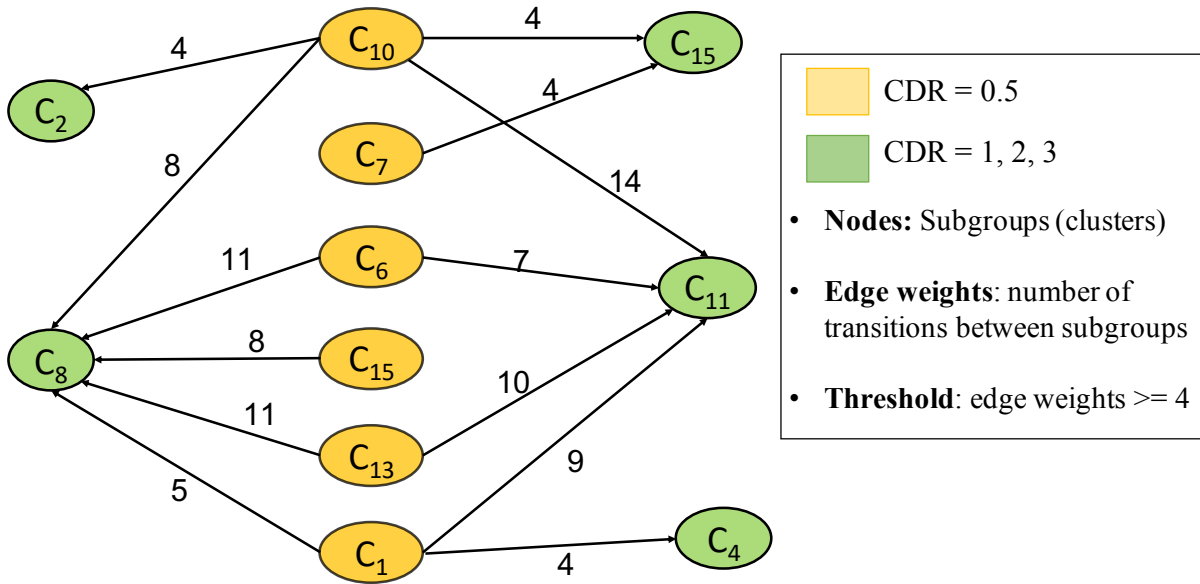 4
C10
4
C15
C2
4
C7
8
14
11
C6
7
C11
C8
8
C15
11
10
C13
9
5
C1
4
C4
CDR = 0.5
CDR = 1, 2, 3
• Nodes: Subgroups (clusters)
• Edge weights: number of
transitions between subgroups
• Threshold: edge weights >= 4